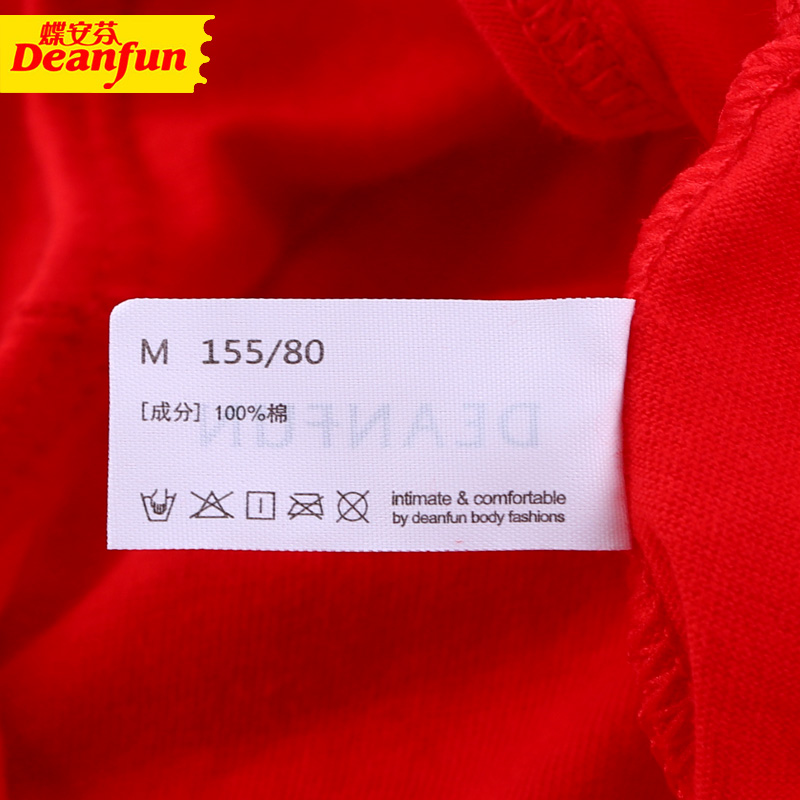 蝶安芬
Deanfun
M 155/80
[成分] 100%棉
DEANFUN
intimate & comfortable
by deanfun body fashions